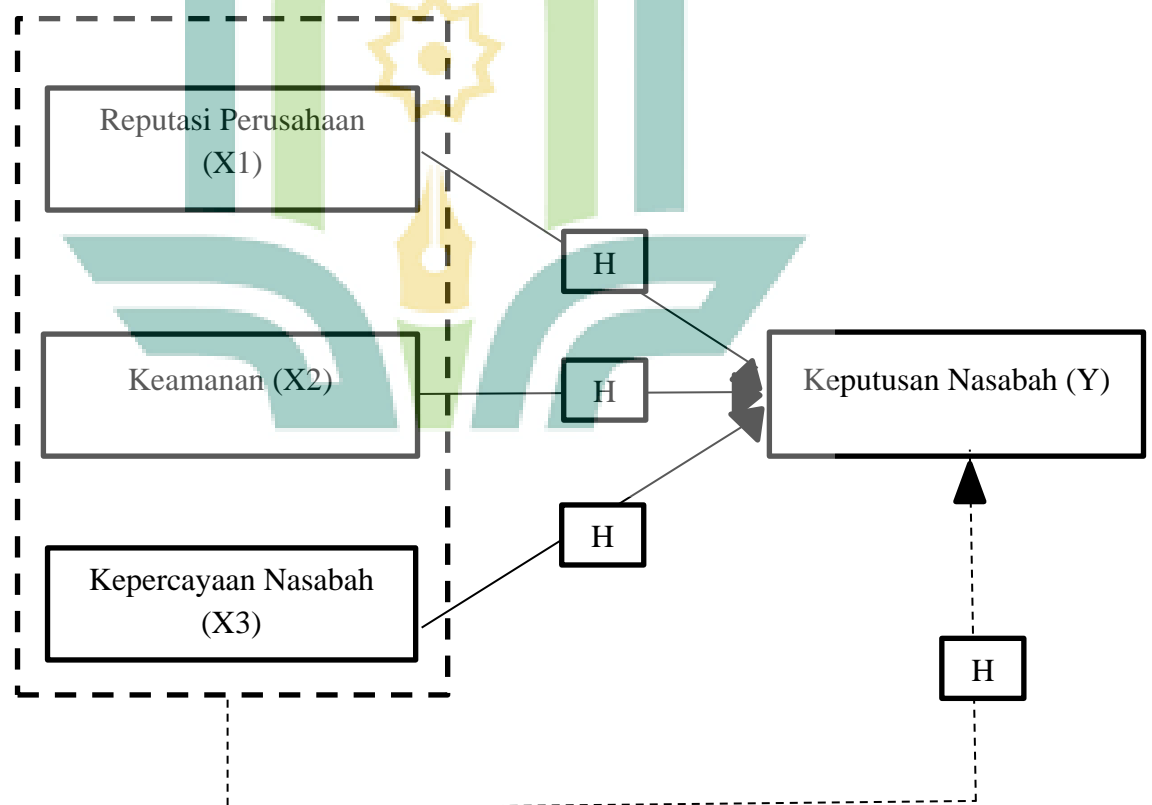 Reputasi Perusahaan
(X1)
H
Keamanan (X2)
H
Keputusan Nasabah (Y)
H
Kepercayaan Nasabah
(X3)
H